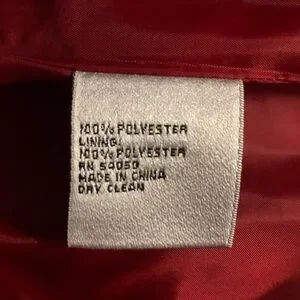 100% POLYESTER
LINING:
100% POLYESTER
RN 54050
MADE IN CHINA
DRY CLEAN